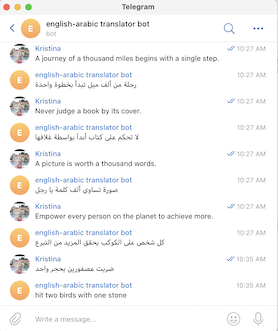 Telegram
english-arabic translator bot
bot
Kristina
10:27 AM
A journey of a thousand miles begins with a single step.
english-arabic translator bot
10:27 AM
رحلة من ألف ميل تبدأ بخطوة واحدة
Kristina
10:27 AM
Never judge a book by its cover.
english-arabic translator bot
10:27 AM
لا تحكم على كتاب أبدا بواسطة غلافها
Kristina
10:27 AM
A picture is worth a thousand words.
english-arabic translator bot
10:27 AM
صورة تساوي ألف كلمة يا رجل
Kristina
10:27 AM
Empower every person on the planet to achieve more.
english-arabic translator bot
10:27 AM
كل شخص على الكوكب يحقق المزيد من التبرع
Kristina
10:35 AM
ضربت عصفورين بحجر واحد
english-arabic translator bot
10:35 AM
hit two birds with one stone
Write a message...